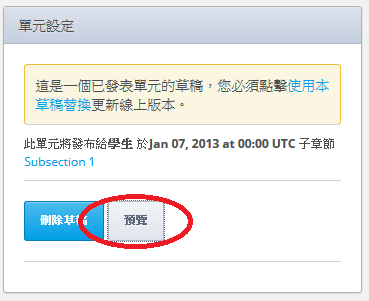 單元設定
這是一個已發表單元的草稿，您必須點擊使用本
草稿替換更新線上版本。
此單元將發布給學生 於Jan 07, 2013 at 00:00 UTC 子章節
Subsection 1
刪除草稿 預覽